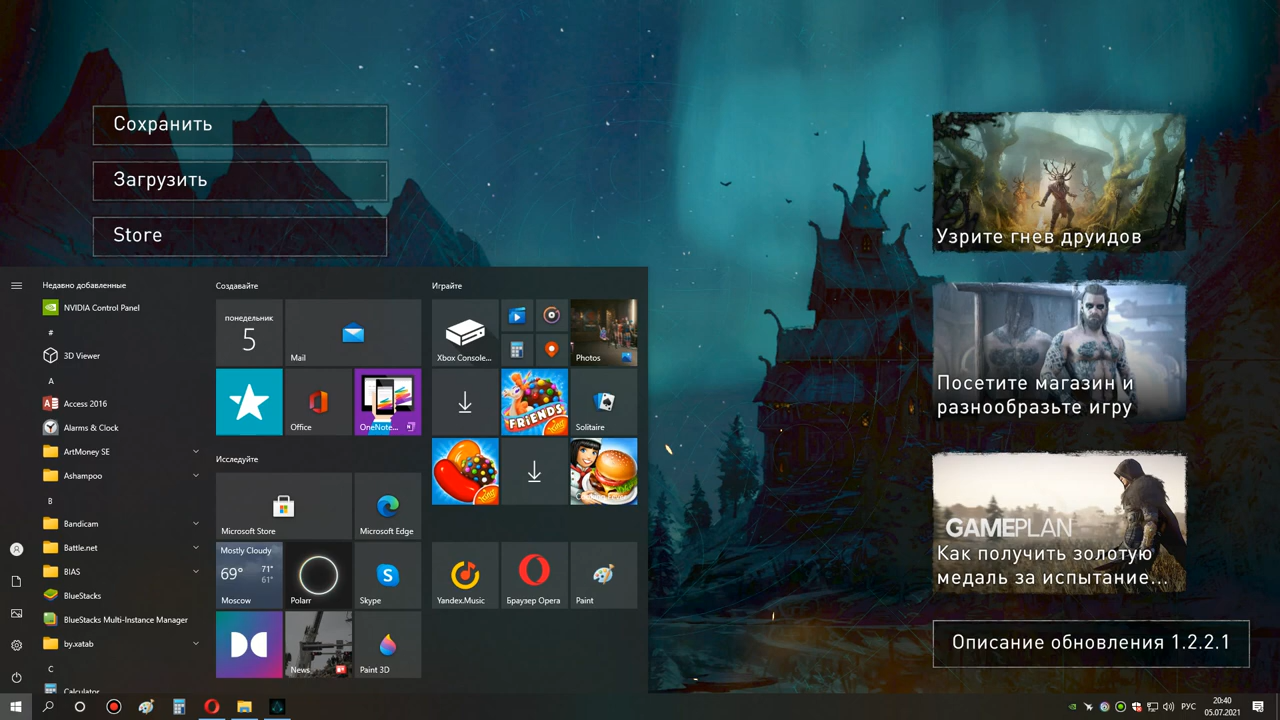 Сохранить
Загрузить
Store
Узрите гнев друидов
Посетите магазин и
разнообразьте игру
GAMEPLAN
Как получить золотую
медаль за испытание...
Описание обновления 1.2.2.1
Недавно добавленные
NVIDIA Control Panel
#
3D Viewer
A
Access 2016
Alarms & Clock
ArtMoney SE
Ashampoo
B
Bandicam
Battle.net
BIAS
BlueStacks
BlueStacks Multi-Instance Manager
by.xatab
C
Calculator
Создавайте
понедельник
5
Mail
Office
OneNote...
Исследуйте
Microsoft Store
Microsoft Edge
Mostly Cloudy
69° 71°
61°
Moscow
Polarr
Skype
News
Paint 3D
Играйте
Xbox Console...
Photos
FRIENDS
King
Solitaire
King
Cooking Fever
Yandex.Music
Браузер Opera
Paint
РУС
20:40
05.07.2021